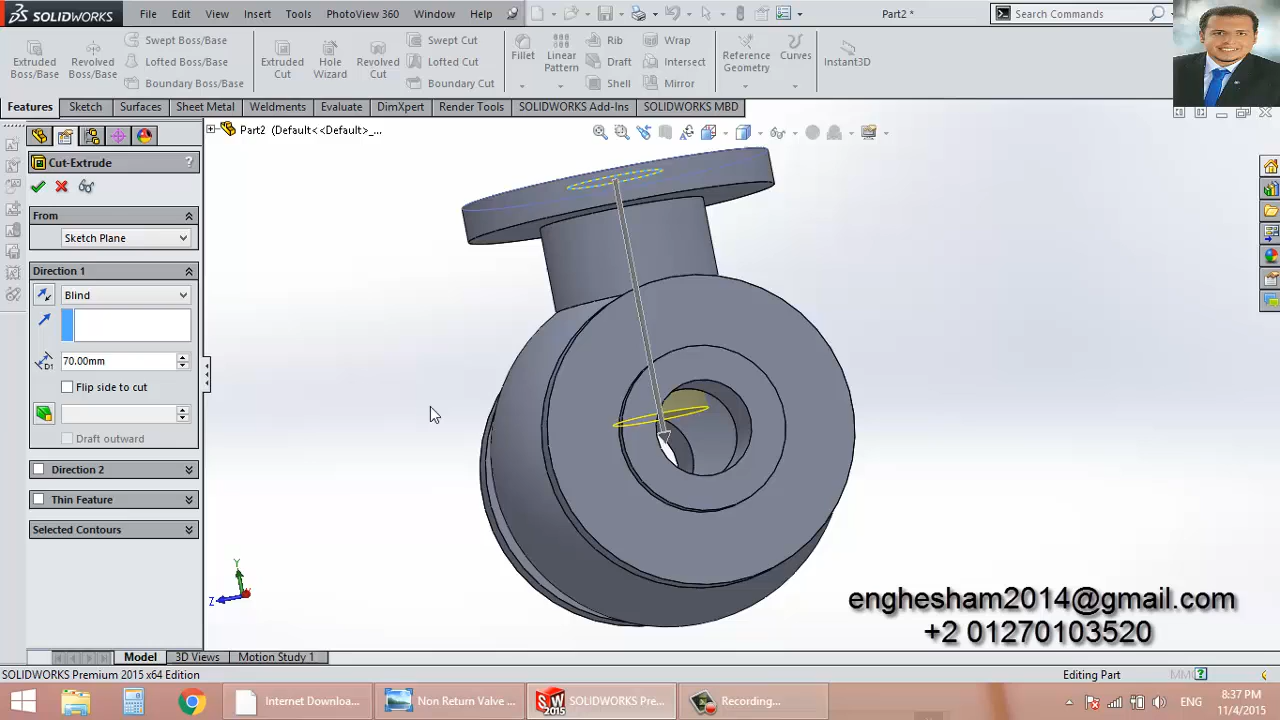 SOLIDWORKS
File
Edit
View
Insert
Tools
PhotoView 360
Window
Help
Part2 *
Search Commands
Extruded Boss/Base
Revolved Boss/Base
Swept Boss/Base
Lofted Boss/Base
Boundary Boss/Base
Extruded Cut
Hole Wizard
Revolved Cut
Swept Cut
Lofted Cut
Boundary Cut
Fillet
Linear Pattern
Rib
Draft
Shell
Wrap
Intersect
Mirror
Reference Geometry
Curves
Instant3D
Features
Sketch
Surfaces
Sheet Metal
Weldments
Evaluate
DimXpert
Render Tools
SOLIDWORKS Add-Ins
SOLIDWORKS MBD
Part2 (Default<<Default>_...
Cut-Extrude
?
From
Sketch Plane
Direction 1
Blind
D1
70.00mm
Flip side to cut
Draft outward
Direction 2
Thin Feature
Selected Contours
Y
Z
enghesham2014@gmail.com
+2 01270103520
Model
3D Views
Motion Study 1
SOLIDWORKS Premium 2015 x64 Edition
Editing Part
?
Internet Downloa...
Non Return Valve ...
SOLIDWORKS Pre...
Recording...
ENG
8:37 PM
11/4/2015